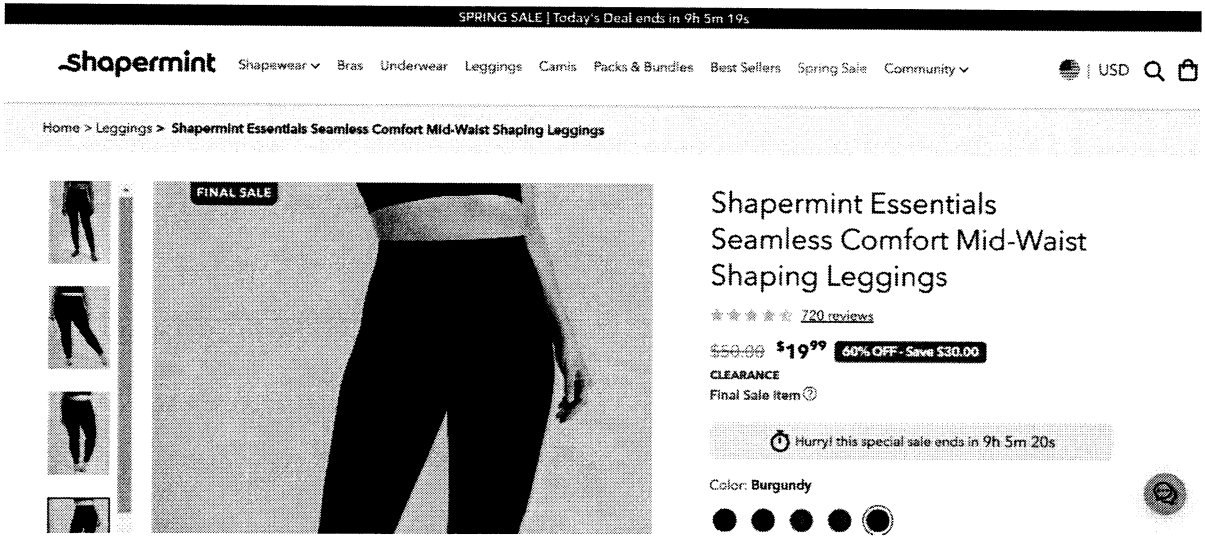 SPRING SALE | Today's Deal ends in 9h 5m 19s
shapermint Shapewear Bras Underwear Leggings Camis Packs & Bundles Best Sellers Spring Sale Community | USD
Home > Leggings > Shapermint Essentials Seamless Comfort Mid-Waist Shaping Leggings
FINAL SALE
Shapermint Essentials
Seamless Comfort Mid-Waist
Shaping Leggings
720 reviews
$50.00 $19.99 60% OFF - Save $30.00
CLEARANCE
Final Sale Item ?
Hurry! this special sale ends in 9h 5m 20s
Color: Burgundy